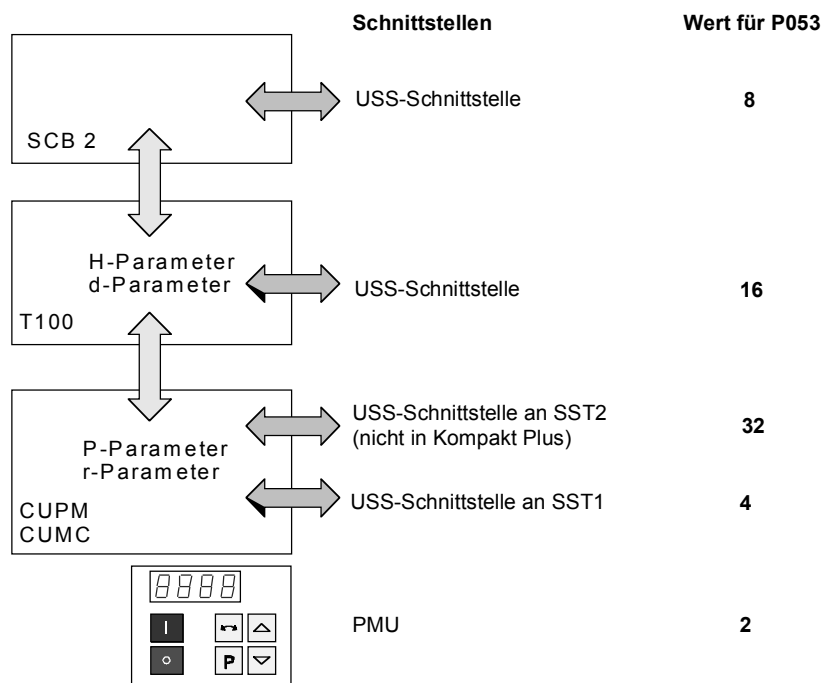 Schnittstellen Wert für P053
USS-Schnittstelle 8
SCB 2
H-Parameter
d-Parameter
USS-Schnittstelle 16
T100
USS-Schnittstelle an SST2
(nicht in Kompakt Plus) 32
P-Parameter
r-Parameter
USS-Schnittstelle an SST1 4
CUPM
CUMC
8888
I
PMU 2
O P